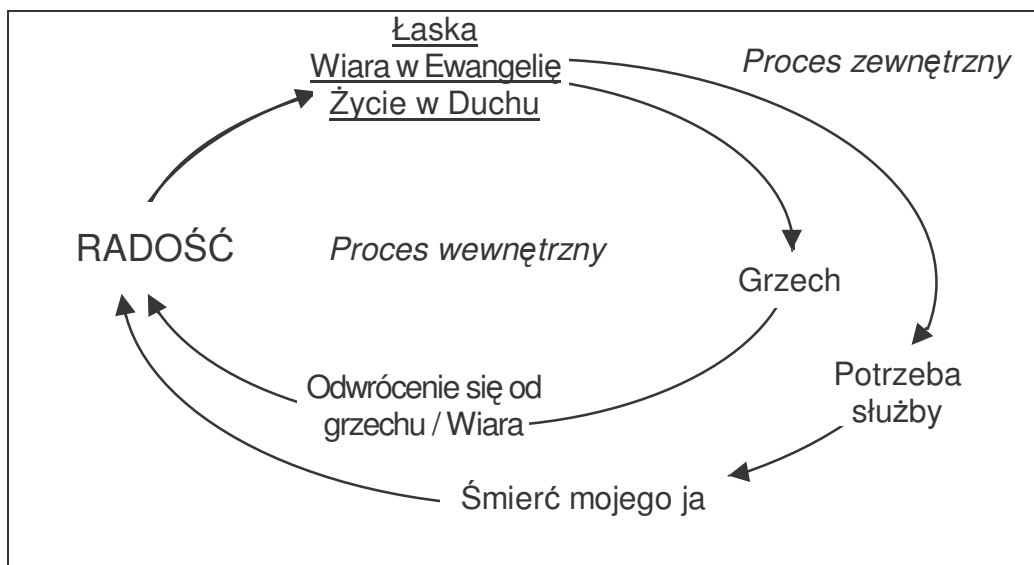 Łaska
Wiara w Ewangelię
Życie w Duchu
Proces zewnętrzny
RADOŚĆ
Proces wewnętrzny
Grzech
Odwrócenie się od
grzechu / Wiara
Potrzeba
służby
Śmierć mojego ja